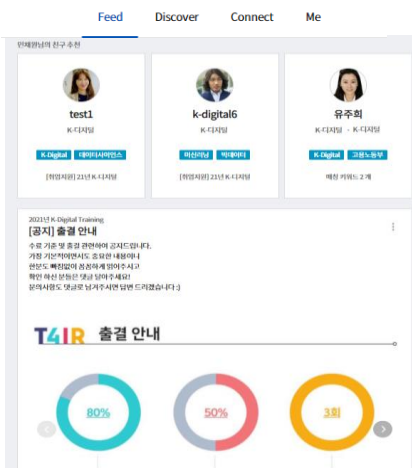 Feed Discover Connect Me
민혜원님의 친구 추천
test1 k-digital6 유주희
K-디지털 K-디지털 K-디지털 · K-디지털
K-Digital 데이터사이언스 머신러닝 빅데이터 K-Digital 고용노동부
[취업지원] 21년 K-디지털 [취업지원] 21년 K-디지털 매칭 키워드 2 개
2021년 K-Digital Training
[공지] 출결 안내
수료 기준 및 출결 관련하여 공지드립니다.
가장 기본적이면서도 중요한 내용이니
한분도 빠짐없이 꼼꼼하게 읽어주시고
확인 하신 분들은 댓글 달아주세요!
문의사항도 댓글로 남겨주시면 답변 드리겠습니다 :)
T4IR 출결 안내
80% 50% 3회